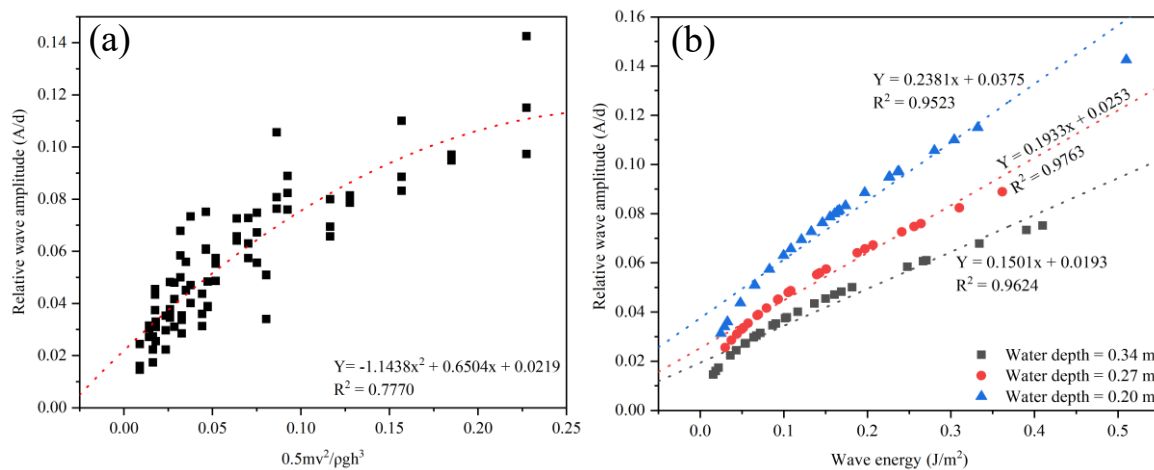 (a)
0.14
0.12
0.10
0.08
0.06
0.04
0.02
0.00
Relative wave amplitude (A/d)
Y= -1.1438x² + 0.6504x + 0.0219
R² = 0.7770
0.00 0.05 0.10 0.15 0.20 0.25
0.5mv²/ρgh³
(b)
0.16
0.14
0.12
0.10
0.08
0.06
0.04
0.02
0.00
Relative wave amplitude (A/d)
Y = 0.2381x + 0.0375
R² = 0.9523
Y = 0.1933x + 0.0253
R² = 0.9763
Y = 0.1501x + 0.0193
R² = 0.9624
Water depth = 0.34 m
Water depth = 0.27 m
Water depth = 0.20 m
0.0 0.1 0.2 0.3 0.4 0.5
Wave energy (J/m²)